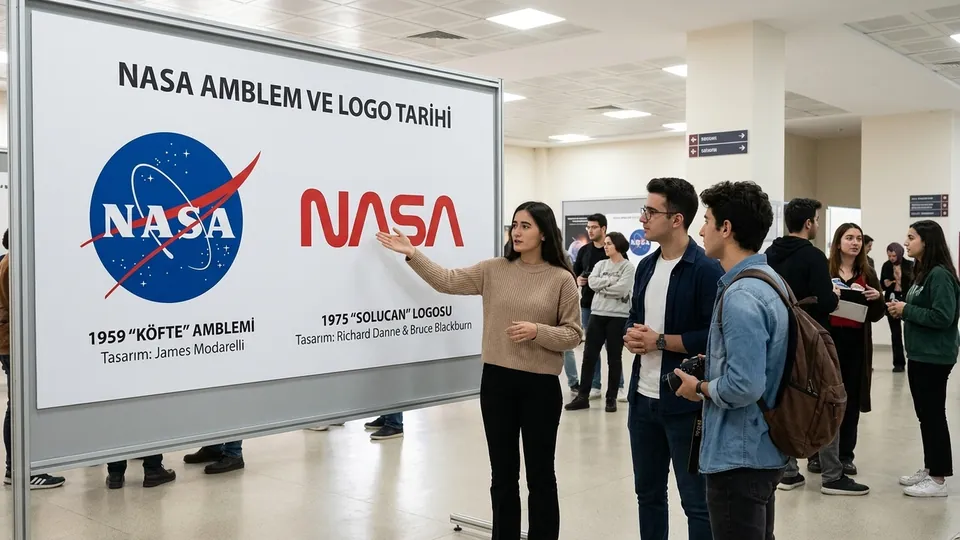 NASA AMBLEM VE LOGO TARİHİ
NASA
NASA
1959 “KÖFTE” AMBLEMİ
Tasarım: James Modarelli
1975 “SOLUCAN” LOGOSU
Tasarım: Richard Danne & Bruce Blackburn